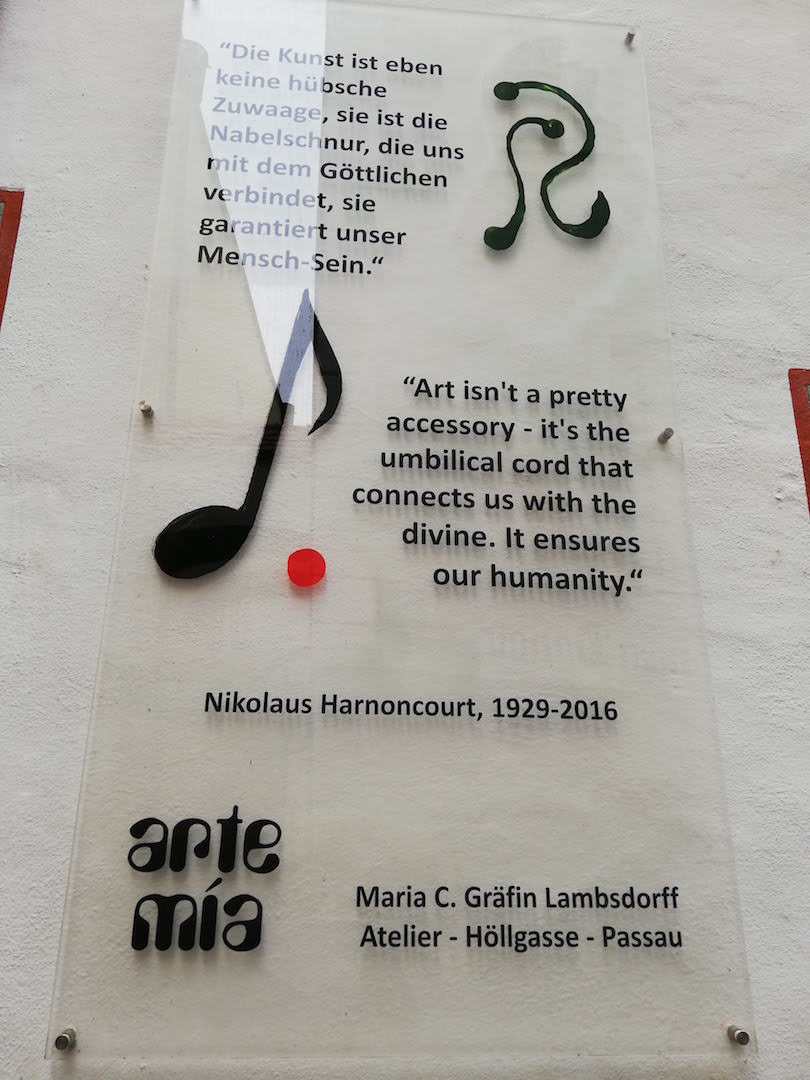 “Die Kunst ist eben
keine hübsche
Zuwaage, sie ist die
Nabelschnur, die uns
mit dem Göttlichen
verbindet, sie
garantiert unser
Mensch-Sein.“
“Art isn't a pretty
accessory - it's the
umbilical cord that
connects us with the
divine. It ensures
our humanity.“
Nikolaus Harnoncourt, 1929-2016
arte
mía
Maria C. Gräfin Lambsdorff
Atelier - Höllgasse - Passau